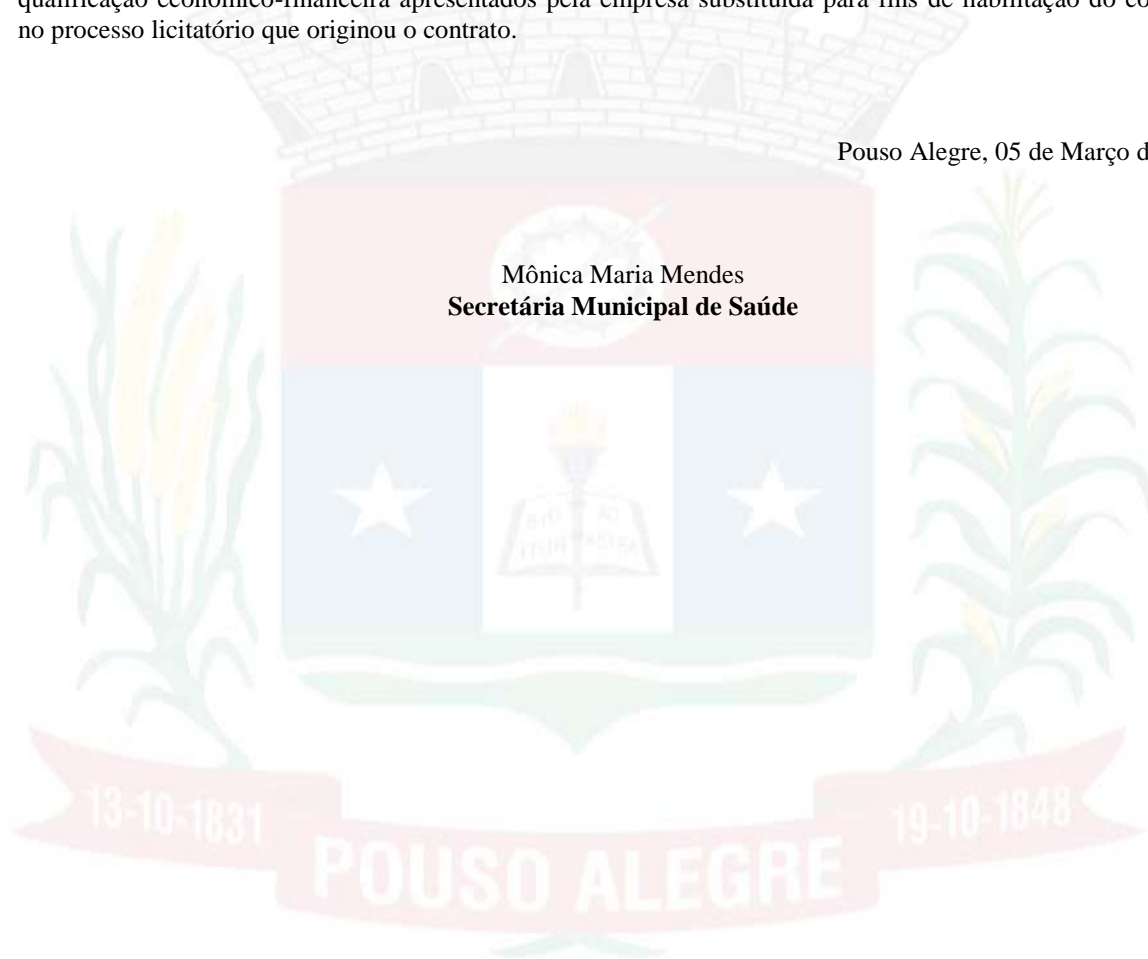 qualificação econômico-financeira apresentados pela empresa substituída para fins de habilitação do
no processo licitatório que originou o contrato.
Pouso Alegre, 05 de Março
Mônica Maria Mendes
Secretária Municipal de Saúde
13-10-1831
19-10-1848
POUSO ALEGRE